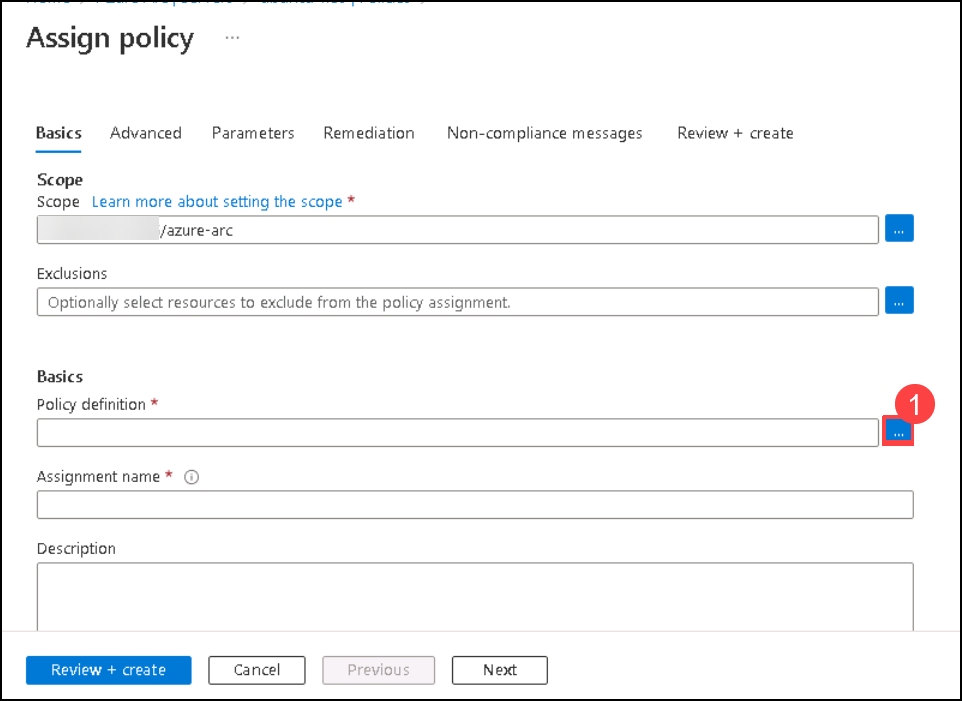 Assign policy ...
Basics Advanced Parameters Remediation Non-compliance messages Review + create
Scope
Scope Learn more about setting the scope *
/azure-arc ...
Exclusions
Optionally select resources to exclude from the policy assignment. ...
Basics
Policy definition *
1
...
Assignment name *
Description
Review + create Cancel Previous Next